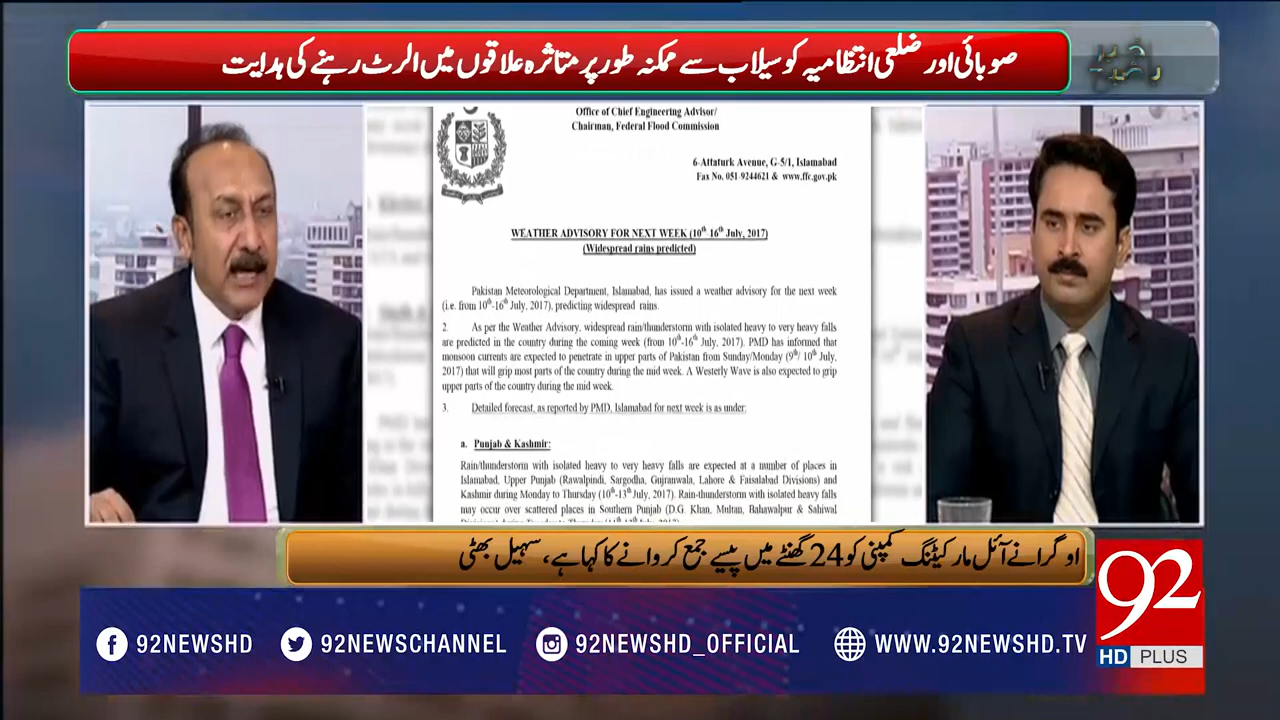 صوبائی اور ضلعی انتظامیہ کو سیلاب سے ممکنہ طور پر متاثرہ علاقوں میں الرٹ رہنے کی ہدایت
Office of Chief Engineering Advisor/
Chairman, Federal Flood Commission
6-Attaturk Avenue, G-5/1, Islamabad
Fax No. 051-9244621 & www.ffc.gov.pk
WEATHER ADVISORY FOR NEXT WEEK (10th 16th July, 2017)
(Widespread rains predicted)
Pakistan Meteorological Department, Islamabad, has issued a weather advisory for the next week
(i.e. from 10th-16th July, 2017), predicting widespread rains.
2. As per the Weather Advisory, widespread rain/thunderstorm with isolated heavy to very heavy falls
are predicted in the country during the coming week (from 10th-16th July, 2017). PMD has informed that
monsoon currents are expected to penetrate in upper parts of Pakistan from Sunday/Monday (9th/ 10th July,
2017) that will grip most parts of the country during the mid week. A Westerly Wave is also expected to grip
upper parts of the country during the mid week.
3. Detailed forecast, as reported by PMD, Islamabad for next week is as under:
a. Punjab & Kashmir:
Rain/thunderstorm with isolated heavy to very heavy falls are expected at a number of places in
Islamabad, Upper Punjab (Rawalpindi, Sargodha, Gujranwala, Lahore & Faisalabad Divisions) and
Kashmir during Monday to Thursday (10th-13th July, 2017). Rain-thunderstorm with isolated heavy falls
may occur over scattered places in Southern Punjab (D.G. Khan, Multan, Bahawalpur & Sahiwal
اوگرا نے آئل مارکیٹنگ کمپنی کو 24 گھنٹے میں پیسے جمع کروانے کا کہا ہے، سہیل بھٹی
92
HD PLUS
92NEWSHD
92NEWSCHANNEL
92NEWSHD_OFFICIAL
WWW.92NEWSHD.TV